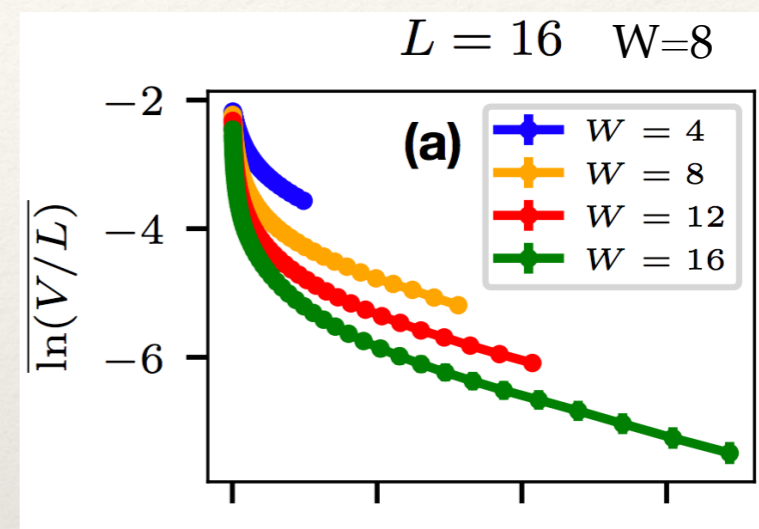 L = 16 W=8
−2
(a)
W = 4
W = 8
−4
W = 12
W = 16
ln(V/L)
−6